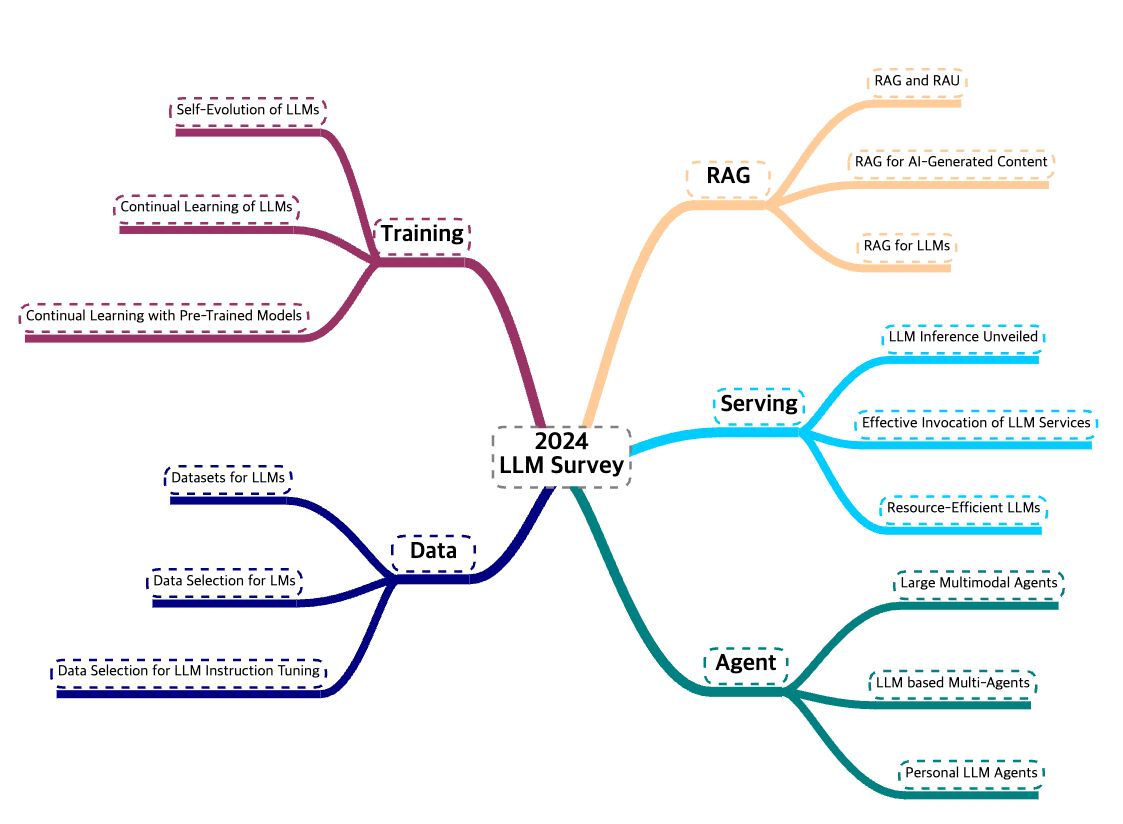 2024
LLM Survey
Training
Self-Evolution of LLMs
Continual Learning of LLMs
Continual Learning with Pre-Trained Models
Data
Datasets for LLMs
Data Selection for LMs
Data Selection for LLM Instruction Tuning
RAG
RAG and RAU
RAG for AI-Generated Content
RAG for LLMs
Serving
LLM Inference Unveiled
Effective Invocation of LLM Services
Resource-Efficient LLMs
Agent
Large Multimodal Agents
LLM based Multi-Agents
Personal LLM Agents